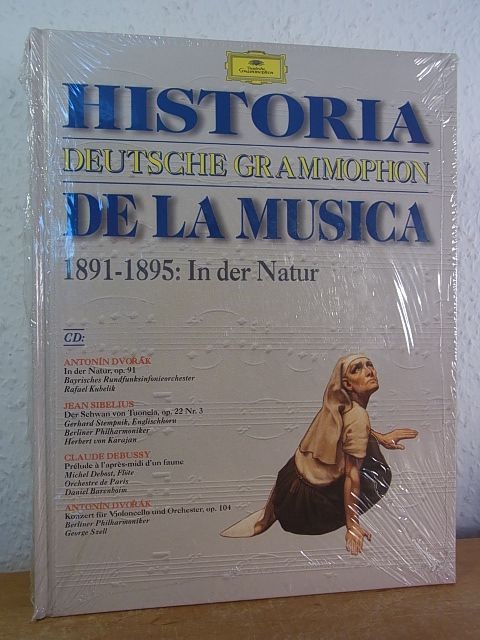 Deutsche
Grammophon
HISTORIA
DEUTSCHE GRAMMOPHON
DE LA MUSICA
1891-1895: In der Natur
CD:
ANTONÍN DVOŘÁK
In der Natur, op. 91
Bayrisches Rundfunksinfonieorchester
Rafael Kubelik
JEAN SIBELIUS
Der Schwan von Tuonela, op. 22 Nr. 3
Gerhard Stempnik, Englischhorn
Berliner Philharmoniker
Herbert von Karajan
CLAUDE DEBUSSY
Prélude à l'après-midi d'un faune
Michel Debost, Flöte
Orchestre de Paris
Daniel Barenboim
ANTONÍN DVOŘÁK
Konzert für Violoncello und Orchester, op. 104
Berliner Philharmoniker
George Szell